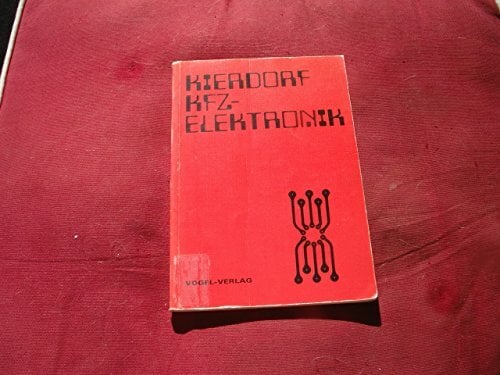 KIERDORF
KFZ-
ELEKTRONIK
VOGEL-VERLAG